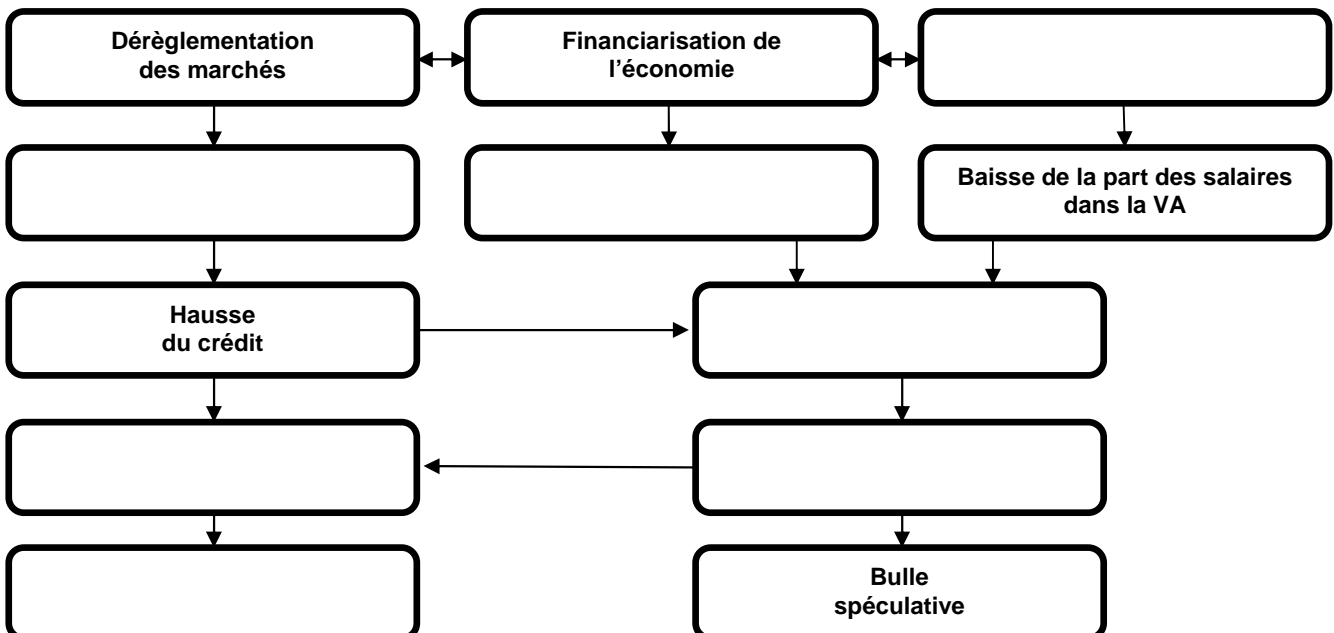 Dérèglementation
des marchés
Financiarisation de
l’économie
Baisse de la part des salaires
dans la VA
Hausse
du crédit
Bulle
spéculative